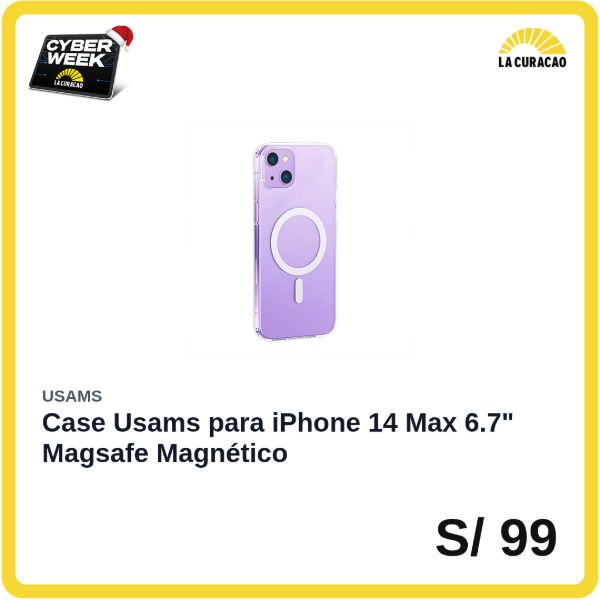 CYBER
WEEK
LA CURACAO
LA CURACAO
USAMS
Case Usams para iPhone 14 Max 6.7"
Magsafe Magnético
S/ 99